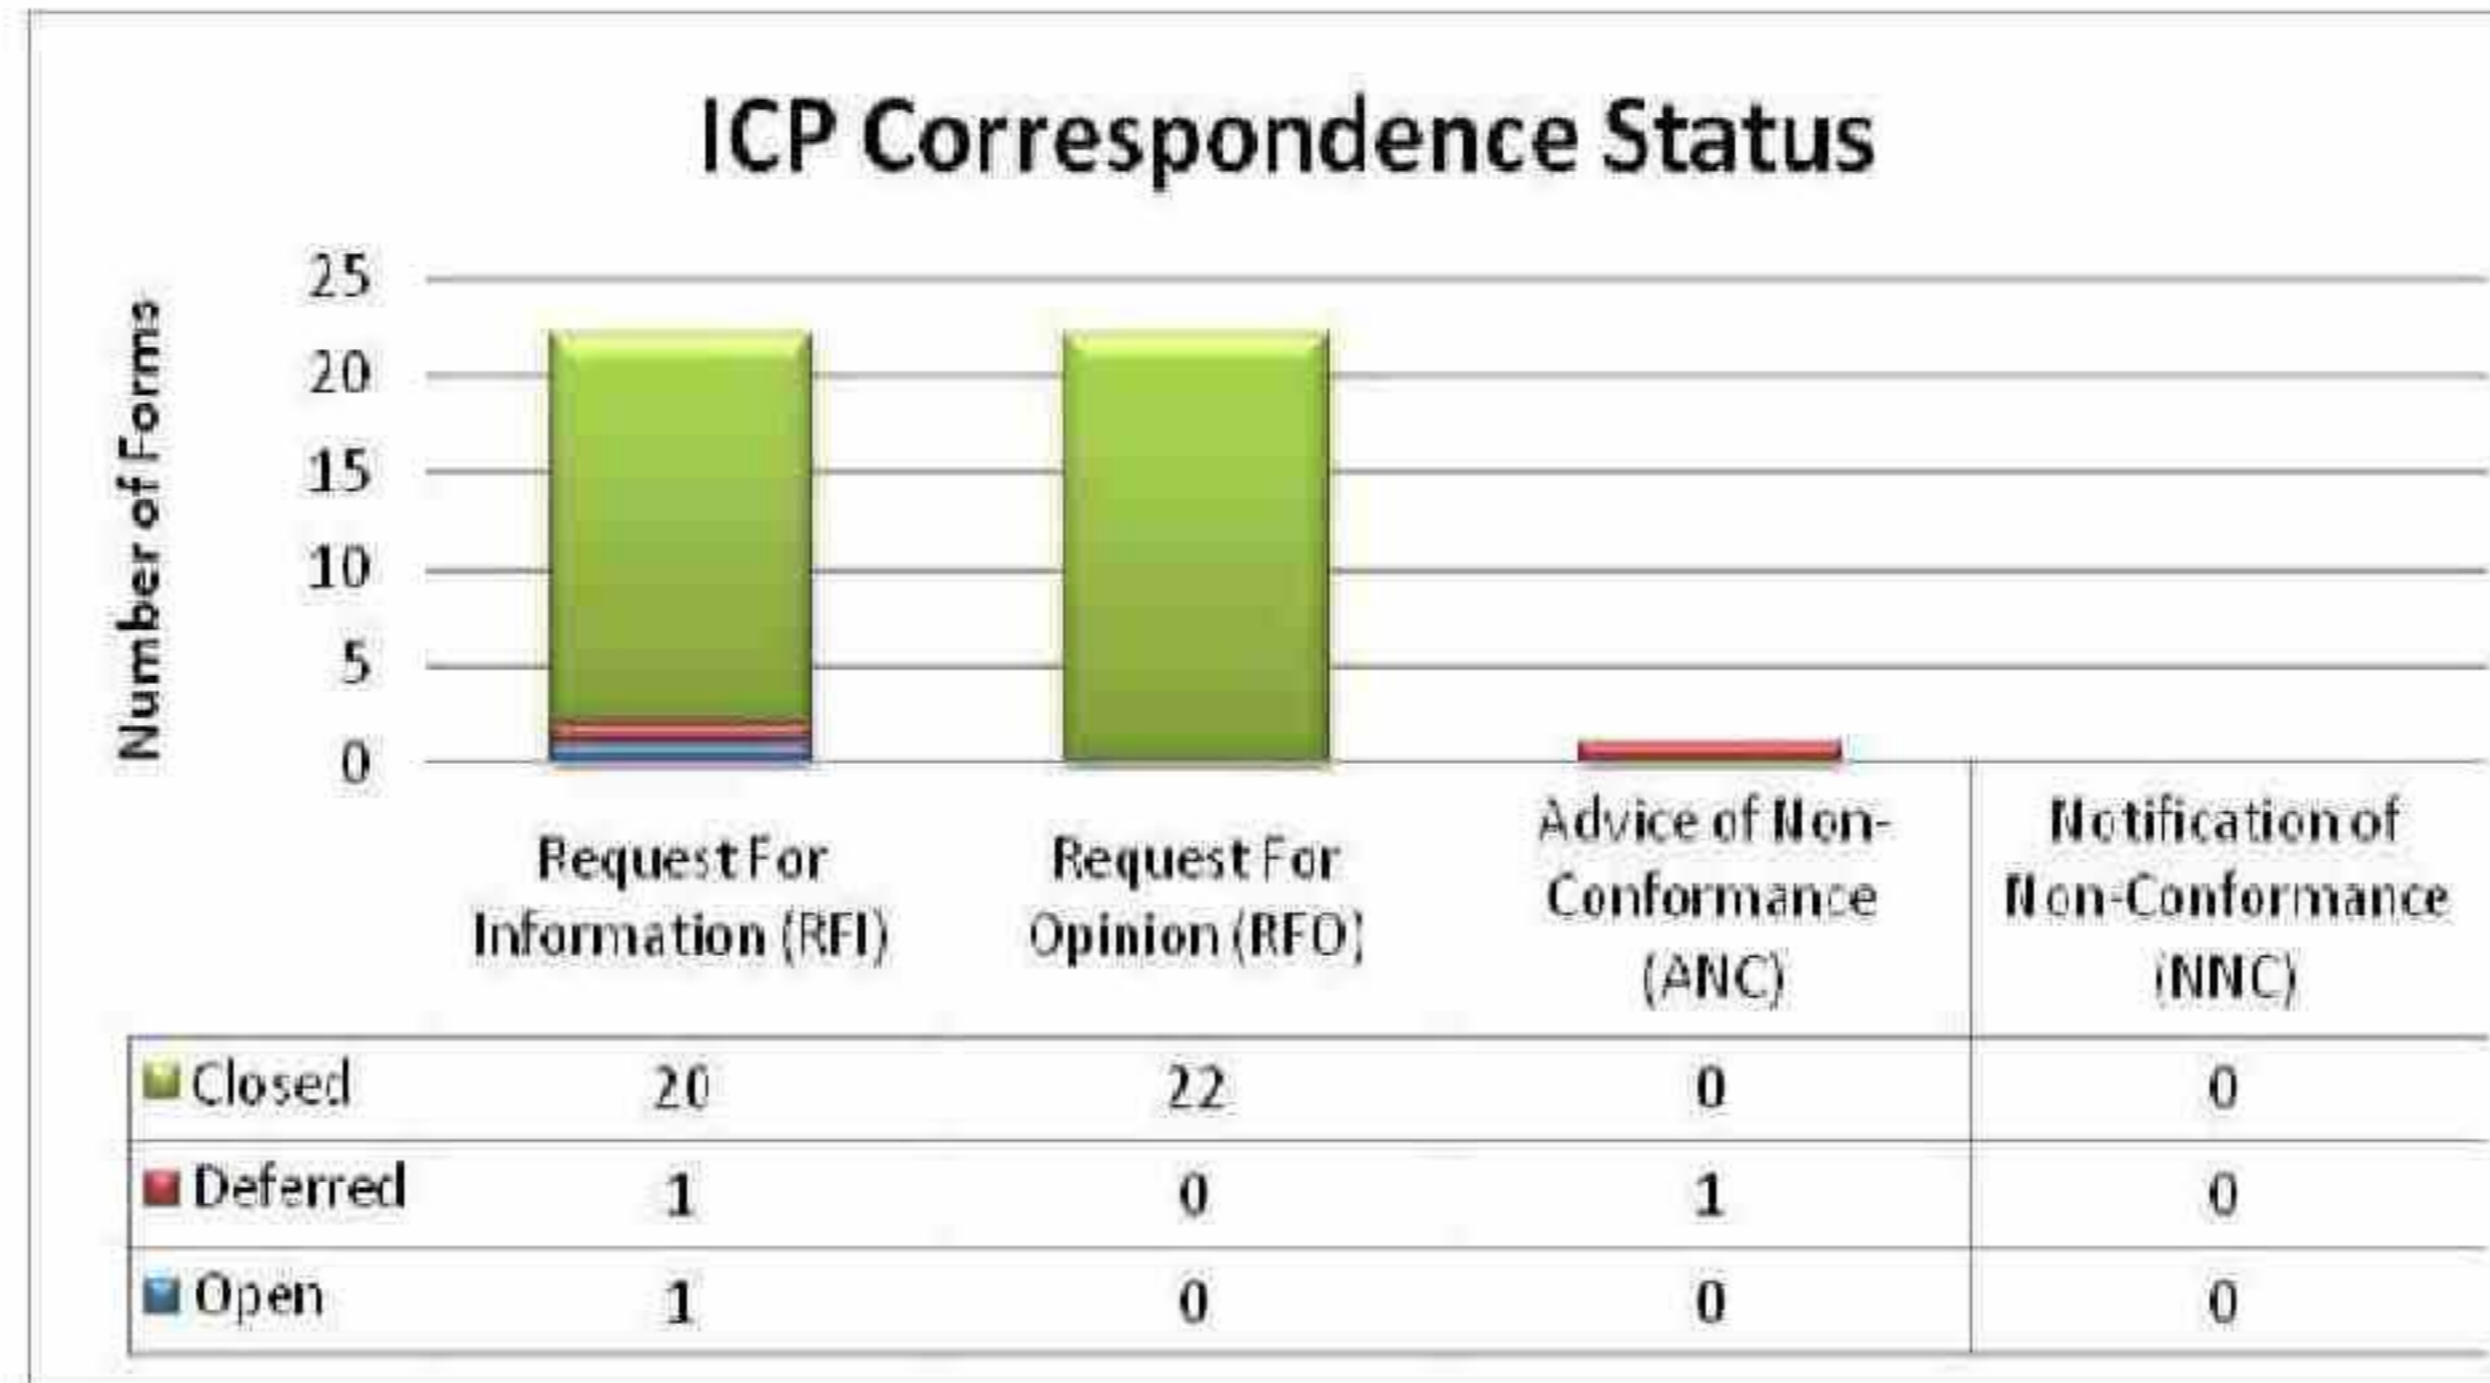 ICP Correspondence Status
Number of Forms
25
20
15
10
5
0
Request For
Information (RFI)
Request For
Opinion (RFO)
Advice of Non-
Conformance
(ANC)
Notification of
Non-Conformance
(NNC)
Closed 20 22 0 0
Deferred 1 0 1 0
Open 1 0 0 0